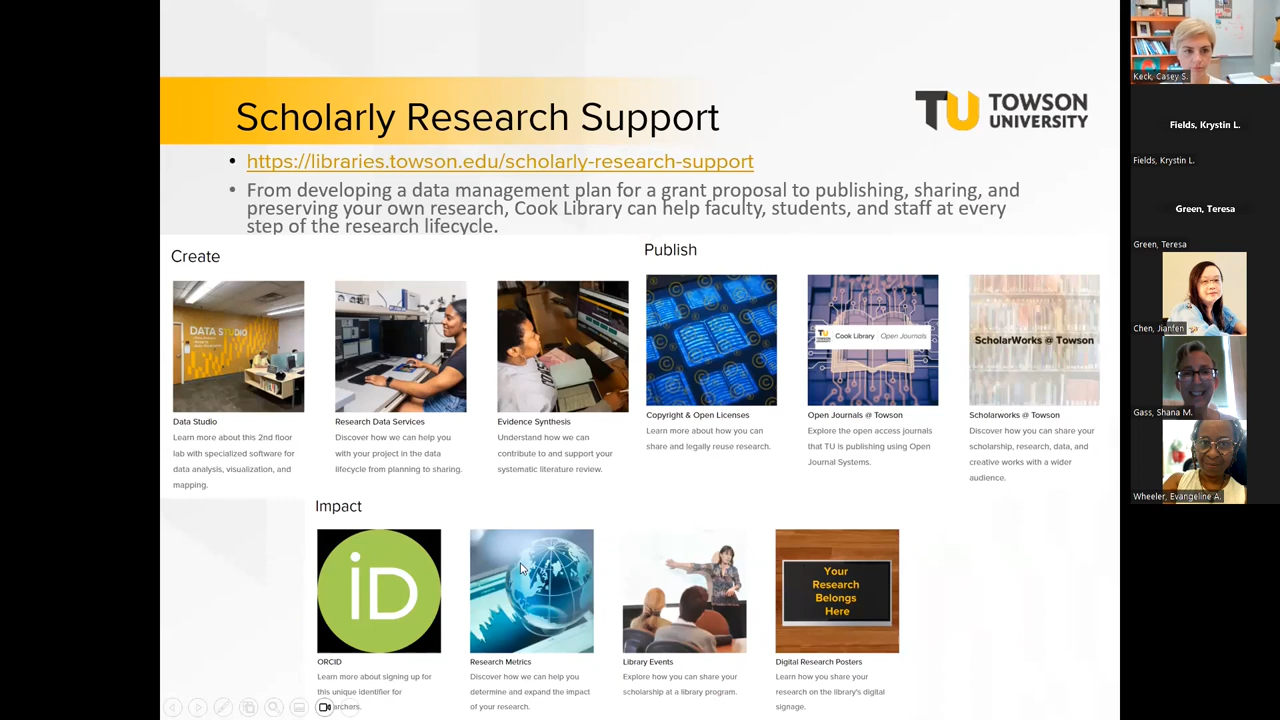 Scholarly Research Support
TU TOWSON
UNIVERSITY
• https://libraries.towson.edu/scholarly-research-support
• From developing a data management plan for a grant proposal to publishing, sharing, and
preserving your own research, Cook Library can help faculty, students, and staff at every
step of the research lifecycle.
Create
DATA STUDIO
Data Studio
Learn more about this 2nd floor
lab with specialized software for
data analysis, visualization, and
mapping.
Research Data Services
Discover how we can help you
with your project in the data
lifecycle from planning to sharing.
Evidence Synthesis
Understand how we can
contribute to and support your
systematic literature review.
Publish
Copyright & Open Licenses
Learn more about how you can
share and legally reuse research.
TU TOWSON UNIVERSITY Cook Library Open Journals
Open Journals @ Towson
Explore the open access journals
that TU is publishing using Open
Journal Systems.
ScholarWorks @ Towson
Scholarworks @ Towson
Discover how you can share your
scholarship, research, data, and
creative works with a wider
audience.
Impact
iD
ORCID
Learn more about signing up for
this unique identifier for
Research Metrics
Discover how we can help you
determine and expand the impact
of your research.
Library Events
Explore how you can share your
scholarship at a library program.
Your
Research
Belongs
Here
Digital Research Posters
Learn how you share your
research on the library's digital
signage.
Keck, Casey S.
Fields, Krystin L.
Fields, Krystin L.
Green, Teresa
Green, Teresa
Chen, Jianfen
Gass, Shana M.
Wheeler, Evangeline A.